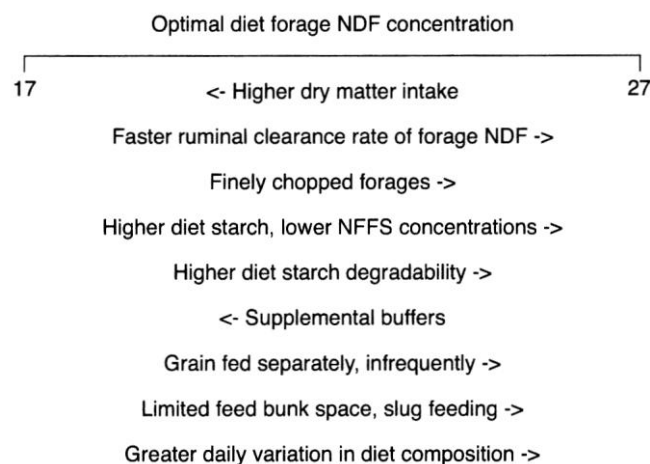 Optimal diet forage NDF concentration
17 <- Higher dry matter intake 27
Faster ruminal clearance rate of forage NDF ->
Finely chopped forages ->
Higher diet starch, lower NFFS concentrations ->
Higher diet starch degradability ->
<- Supplemental buffers
Grain fed separately, infrequently ->
Limited feed bunk space, slug feeding ->
Greater daily variation in diet composition ->